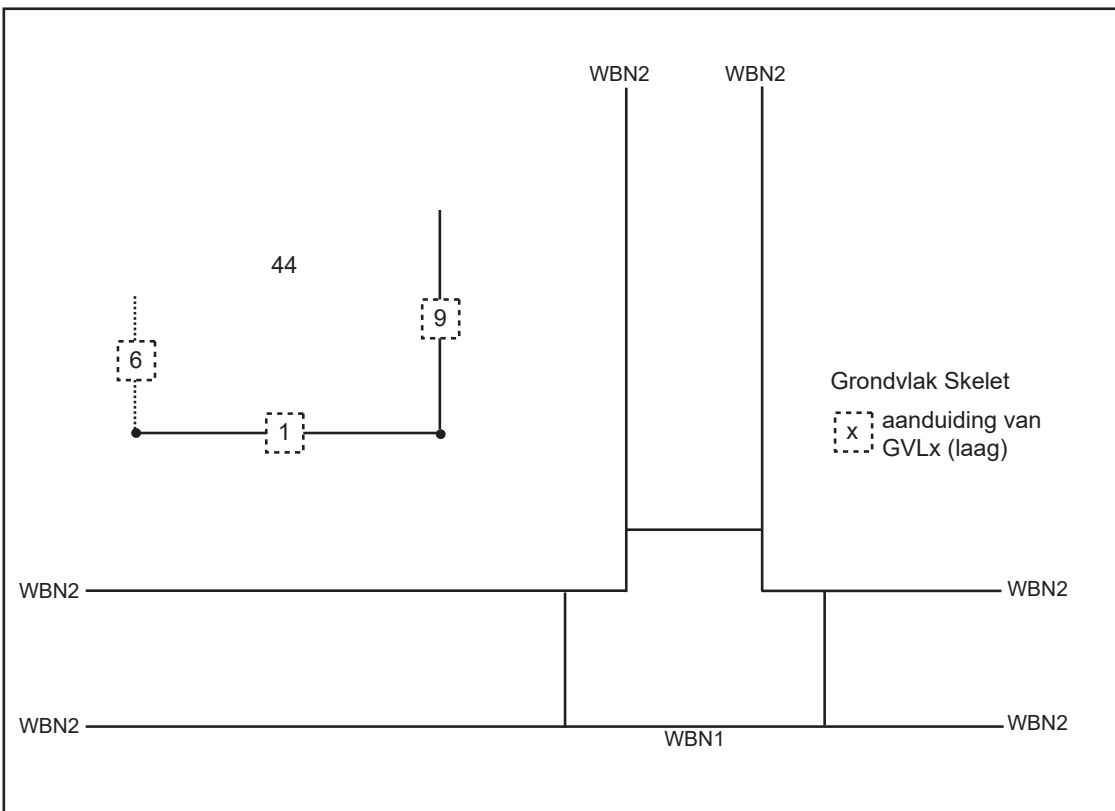 WBN2 WBN2
44
9
6
1
Grondvlak Skelet
x aanduiding van
GVLx (laag)
WBN2 WBN2
WBN2 WBN2
WBN1